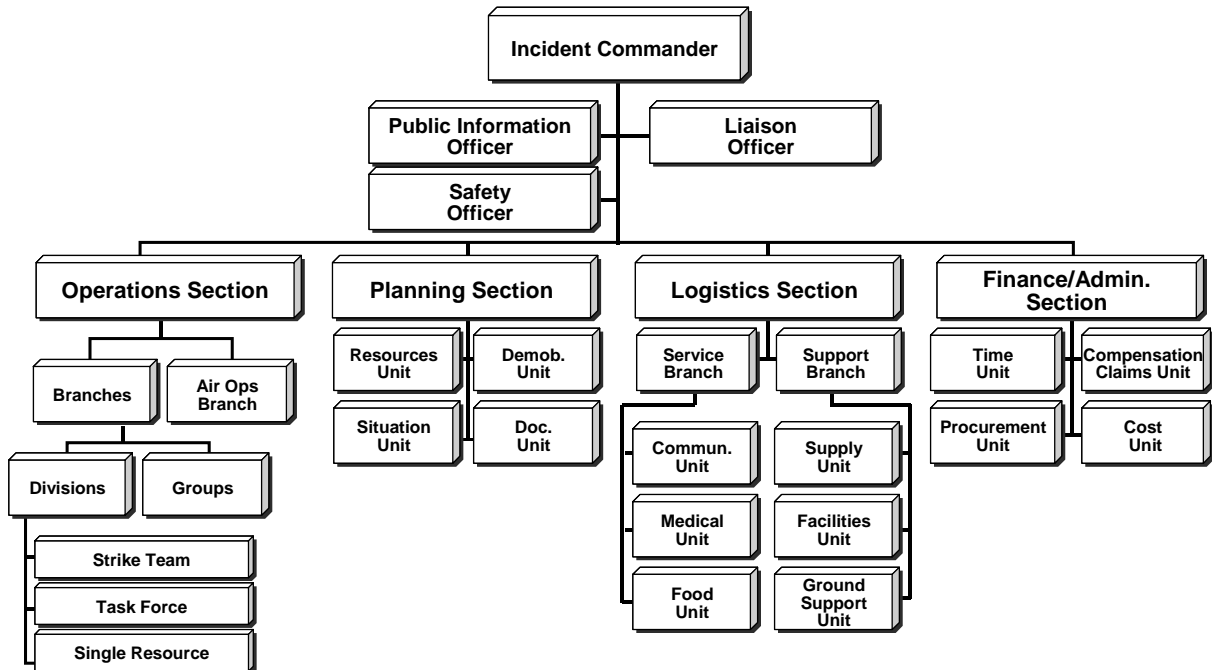 Incident Commander
Public Information
Officer
Liaison
Officer
Safety
Officer
Operations Section
Planning Section
Logistics Section
Finance/Admin.
Section
Branches
Air Ops
Branch
Divisions
Groups
Strike Team
Task Force
Single Resource
Resources
Unit
Demob.
Unit
Situation
Unit
Doc.
Unit
Service
Branch
Support
Branch
Commun.
Unit
Supply
Unit
Medical
Unit
Facilities
Unit
Food
Unit
Ground
Support
Unit
Time
Unit
Compensation
Claims Unit
Procurement
Unit
Cost
Unit